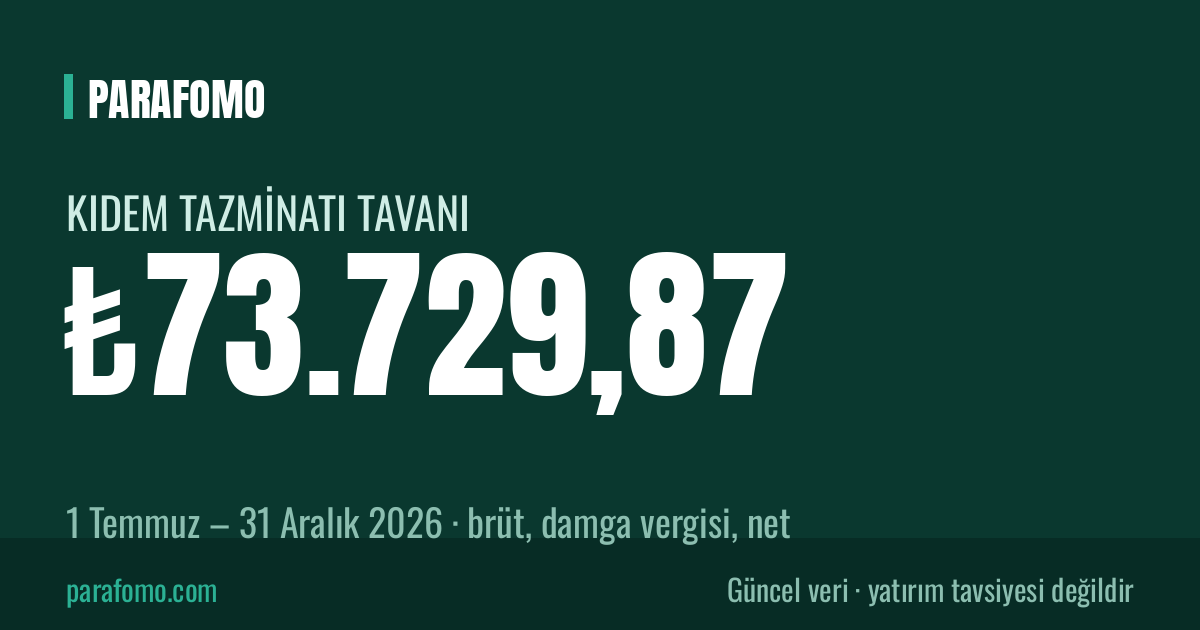 PARAFOMO
KIDEM TAZMİNATI TAVANI
₺73.729,87
1 Temmuz – 31 Aralık 2026 · brüt, damga vergisi, net
parafomo.com
Güncel veri · yatırım tavsiyesi değildir